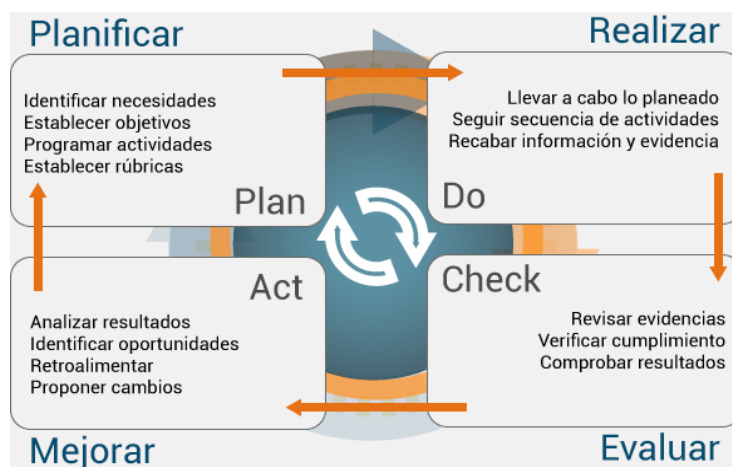 Planificar
Identificar necesidades
Establecer objetivos
Programar actividades
Establecer rúbricas
Plan
Realizar
Llevar a cabo lo planeado
Seguir secuencia de actividades
Recabar información y evidencia
Do
Check
Revisar evidencias
Verificar cumplimiento
Comprobar resultados
Evaluar
Act
Analizar resultados
Identificar oportunidades
Retroalimentar
Proponer cambios
Mejorar